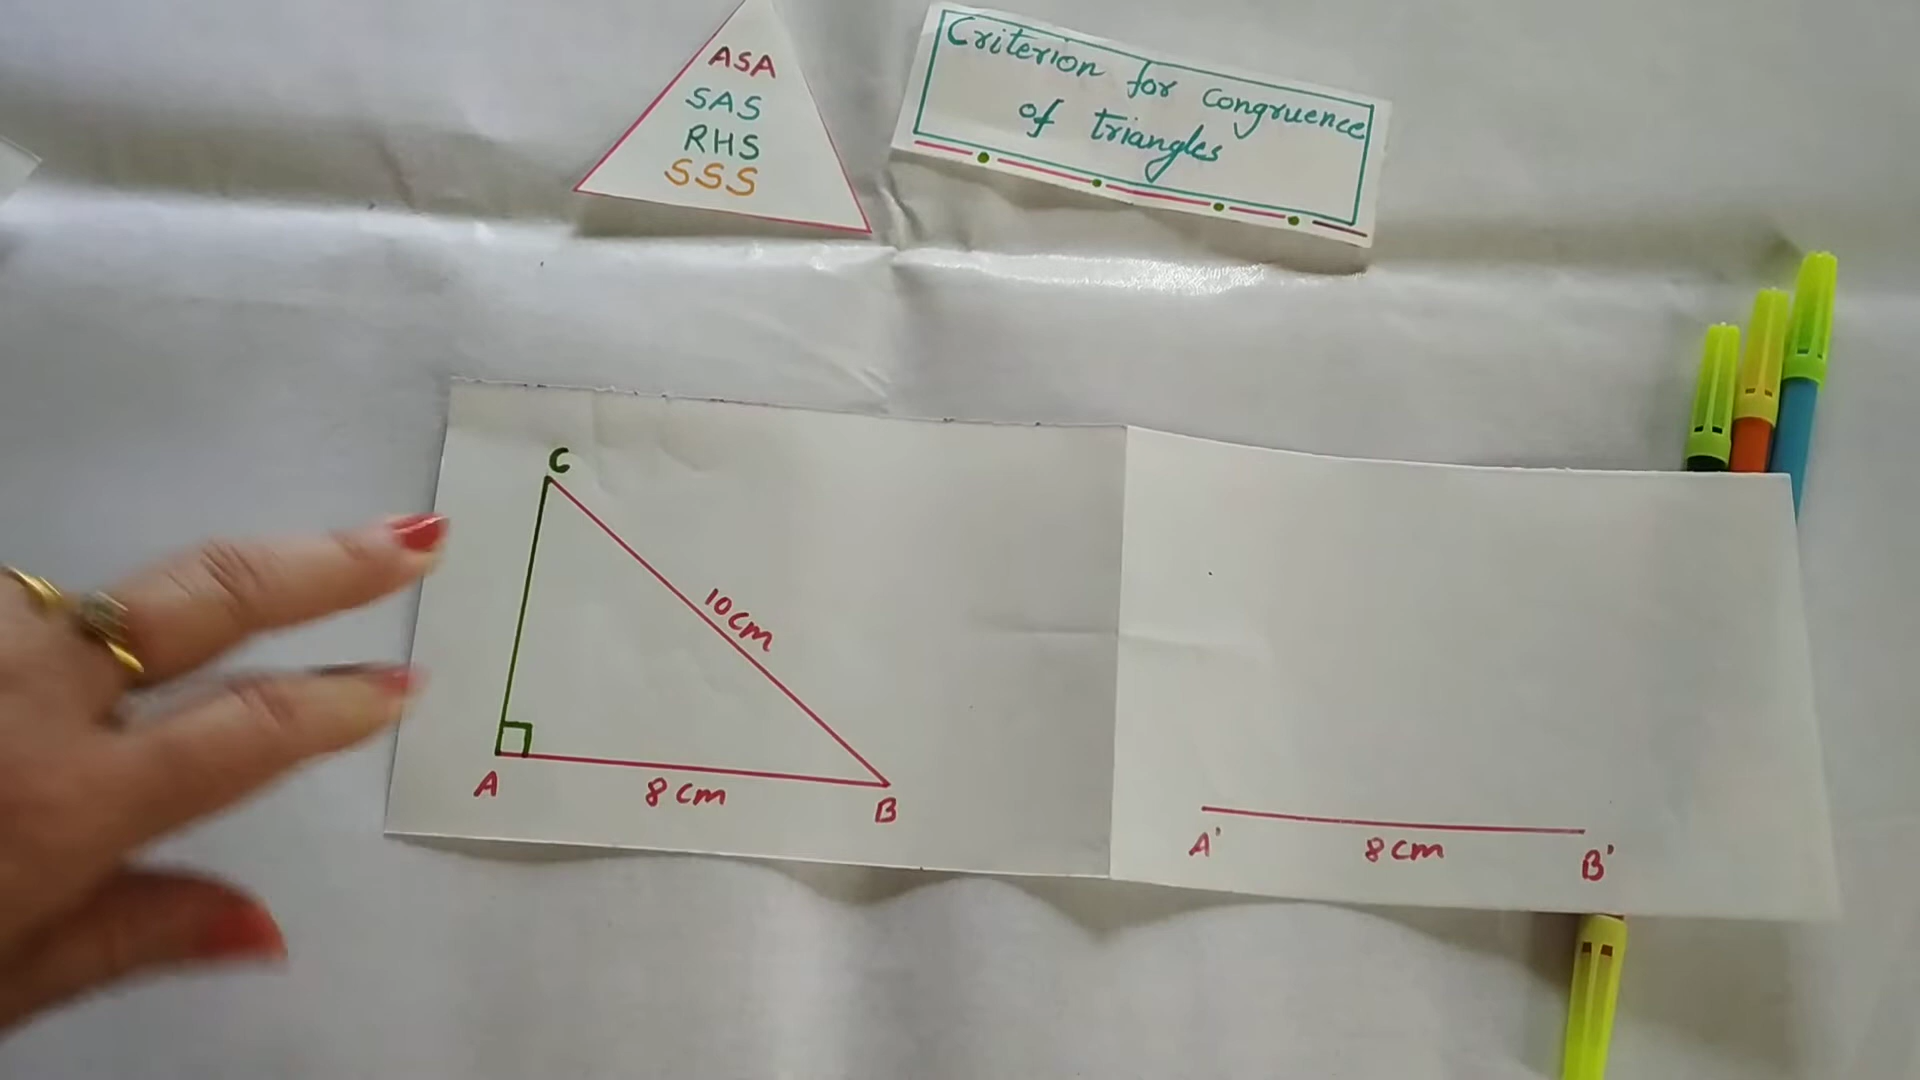 ASA
SAS
RHS
SSS
Criterion for congruence
of triangles
C
10cm
A
8 cm
B
A'
8 cm
B'